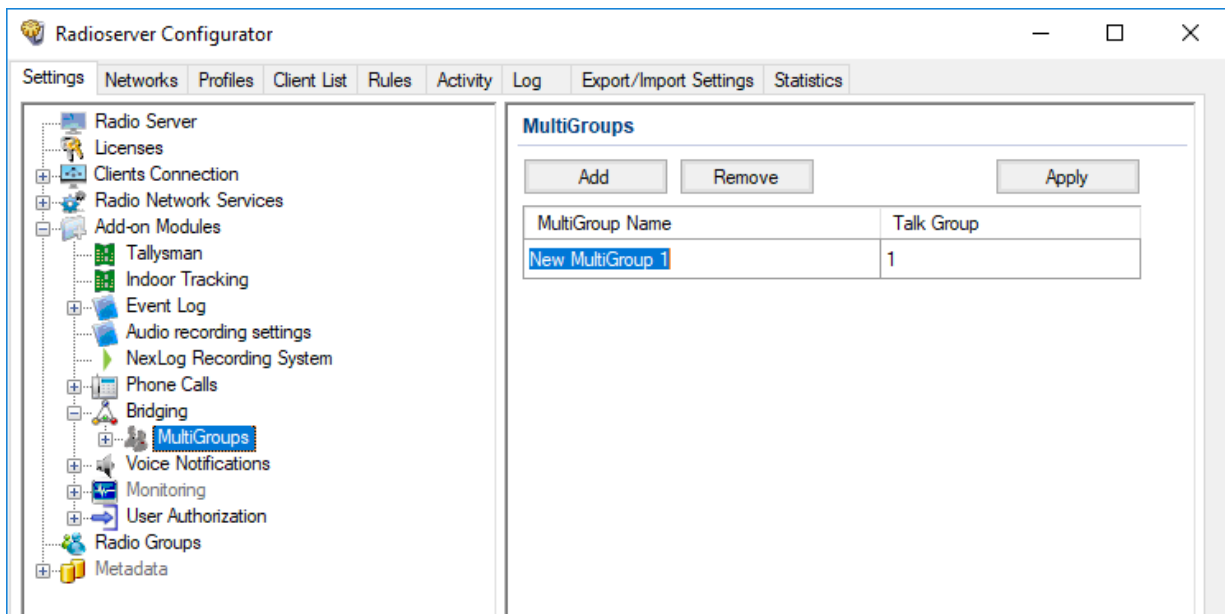 Radioserver Configurator
Settings Networks Profiles Client List Rules Activity Log Export/Import Settings Statistics
Radio Server
Licenses
Clients Connection
Radio Network Services
Add-on Modules
Tallysman
Indoor Tracking
Event Log
Audio recording settings
NexLog Recording System
Phone Calls
Bridging
MultiGroups
Voice Notifications
Monitoring
User Authorization
Radio Groups
Metadata
MultiGroups
Add Remove Apply
MultiGroup Name Talk Group
New MultiGroup 1 1